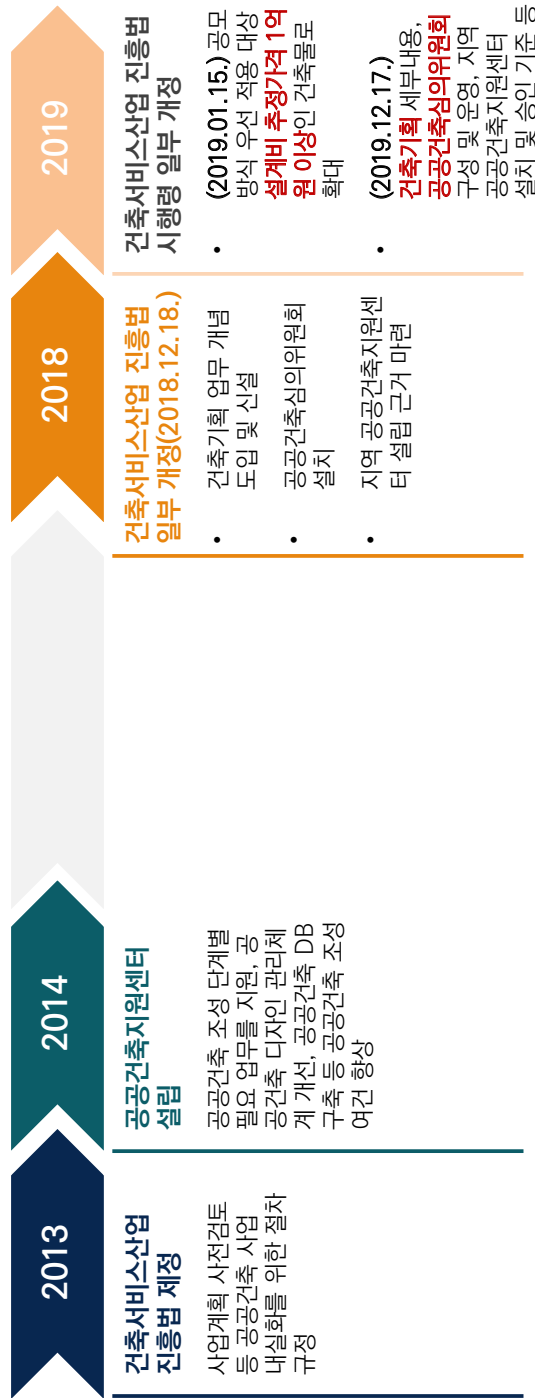 2013
건축서비스산업
진흥법 제정
사업계획 사전검토
등 공공건축 사업
내실화를 위한 절차
규정
2014
공공건축지원센터
설립
공공건축 조성 단계별
필요 업무를 지원, 공
공건축 디자인 관리체
계 개선, 공공건축 DB
구축 등 공공건축 조성
여건 향상
2018
건축서비스산업 진흥법
일부 개정(2018.12.18.)
• 건축기획 업무 개념
도입 및 신설
• 공공건축심의위원회
설치
• 지역 공공건축지원센
터 설립 근거 마련
2019
건축서비스산업 진흥법
시행령 일부 개정
• (2019.01.15.) 공모
방식 우선 적용 대상
설계비 추정가격 1억
원 이상인 건축물로
확대
• (2019.12.17.)
건축기획 세부내용,
공공건축심의위원회
구성 및 운영, 지역
공공건축지원센터
설치 및 승인 기준 등